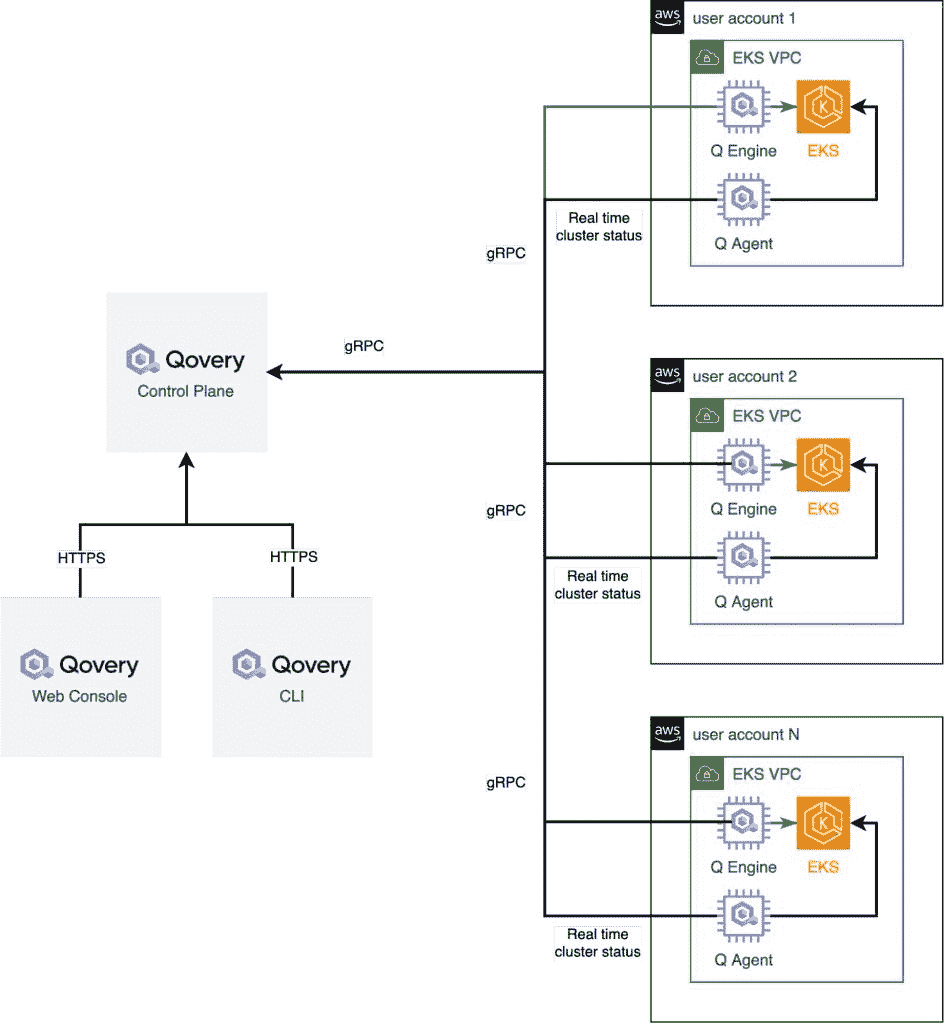 aws
user account 1
EKS VPC
Q Engine
EKS
Real time
cluster status
Q Agent
gRPC
gRPC
Qovery
Control Plane
aws
user account 2
EKS VPC
Q Engine
EKS
gRPC
Real time
cluster status
Q Agent
HTTPS
HTTPS
Qovery
Web Console
Qovery
CLI
aws
user account N
EKS VPC
gRPC
Q Engine
EKS
Real time
cluster status
Q Agent